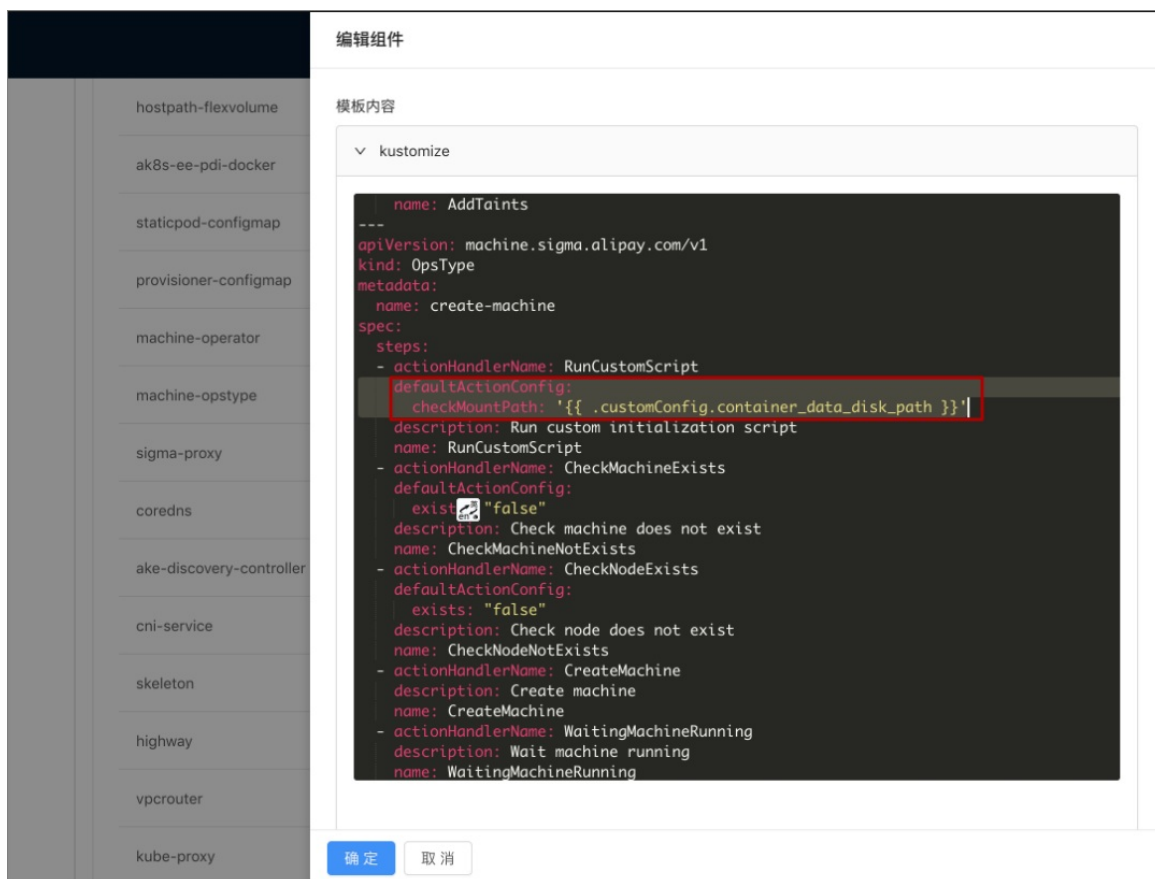 编辑组件
模板内容
kustomize
hostpath-flexvolume
ak8s-ee-pdi-docker
staticpod-configmap
provisioner-configmap
machine-operator
machine-opstype
sigma-proxy
coredns
ake-discovery-controller
cni-service
skeleton
highway
vpcrouter
kube-proxy
name: AddTaints
---
apiVersion: machine.sigma.alipay.com/v1
kind: OpsType
metadata:
name: create-machine
spec:
steps:
- actionHandlerName: RunCustomScript
defaultActionConfig:
checkMountPath: '{{ .customConfig.container_data_disk_path }}'
description: Run custom initialization script
name: RunCustomScript
- actionHandlerName: CheckMachineExists
defaultActionConfig:
exist "false"
description: Check machine does not exist
name: CheckMachineNotExists
- actionHandlerName: CheckNodeExists
defaultActionConfig:
exists: "false"
description: Check node does not exist
name: CheckNodeNotExists
- actionHandlerName: CreateMachine
description: Create machine
name: CreateMachine
- actionHandlerName: WaitingMachineRunning
description: Wait machine running
name: WaitingMachineRunning
确 定
取 消